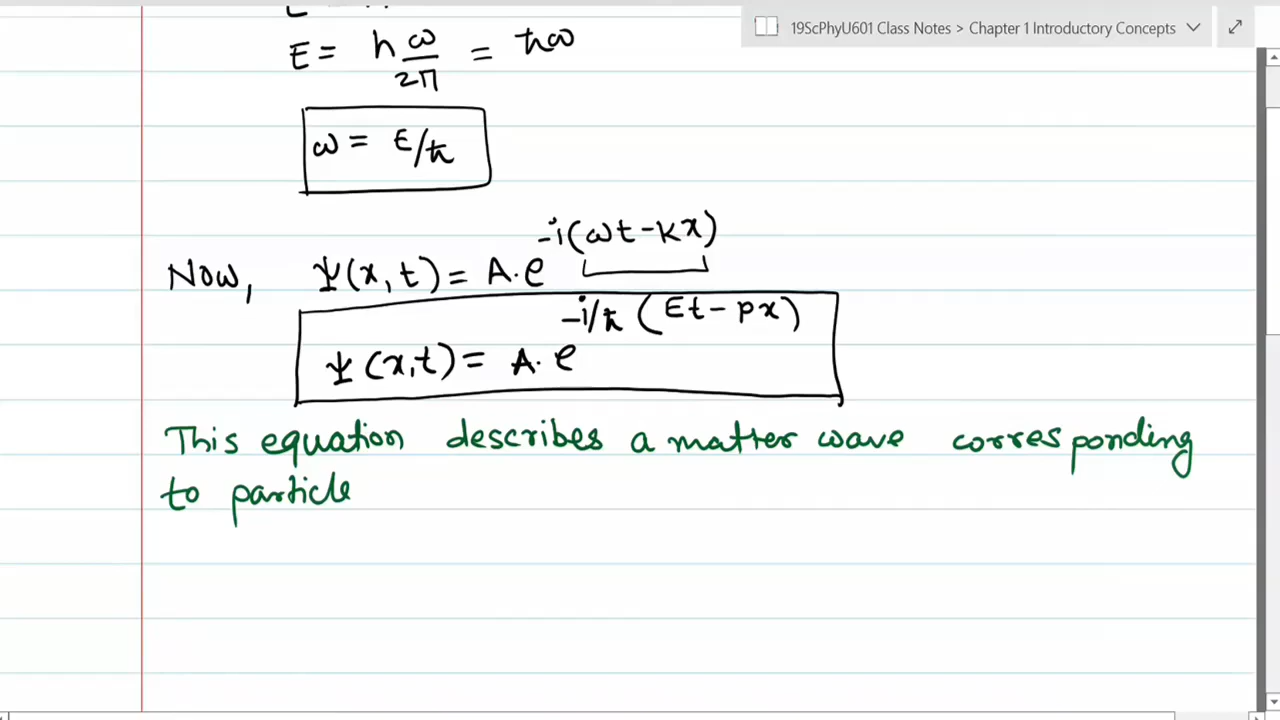 19ScPhyU601 Class Notes > Chapter 1 Introductory Concepts
E = h ω/2π = ħω
ω = E/ħ
Now, Ψ(x, t) = A. e^-i(ωt - kx)
Ψ(x,t) = A. e^-i/ħ (Et - px)
This equation describes a matter wave corresponding
to particle